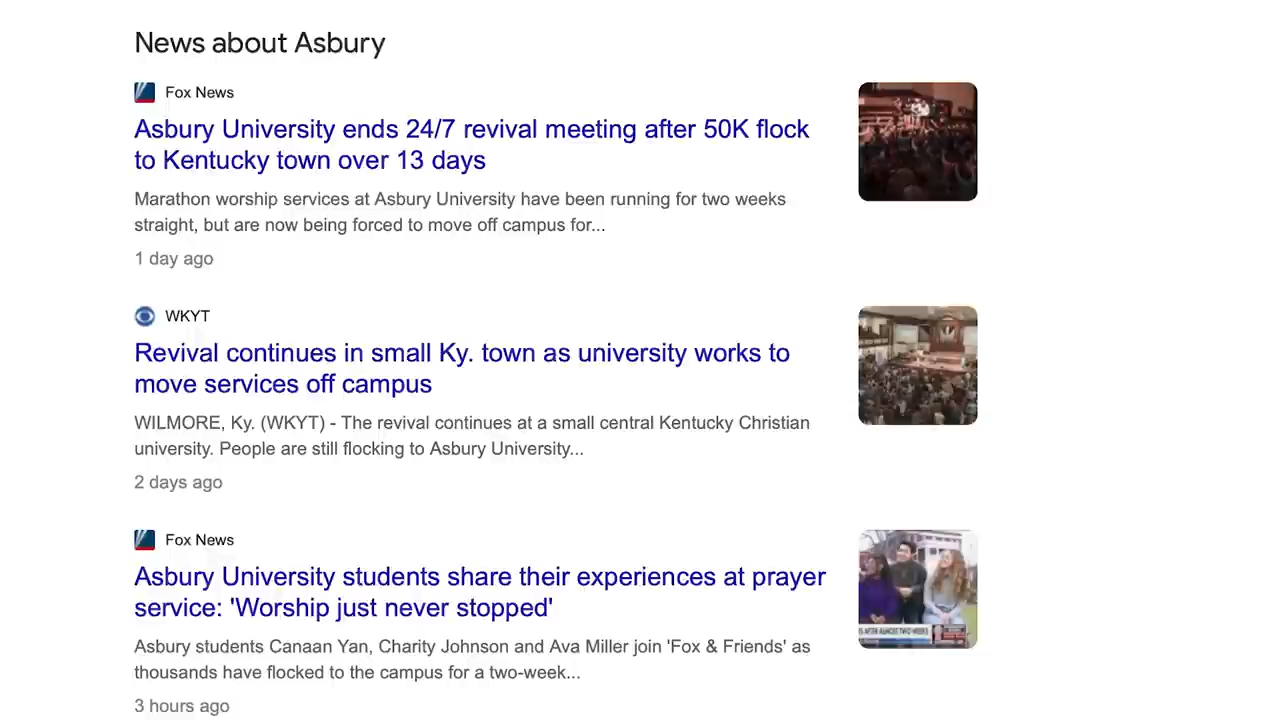 News about Asbury
Fox News
Asbury University ends 24/7 revival meeting after 50K flock
to Kentucky town over 13 days
Marathon worship services at Asbury University have been running for two weeks
straight, but are now being forced to move off campus for...
1 day ago
WKYT
Revival continues in small Ky. town as university works to
move services off campus
WILMORE, Ky. (WKYT) - The revival continues at a small central Kentucky Christian
university. People are still flocking to Asbury University...
2 days ago
Fox News
Asbury University students share their experiences at prayer
service: 'Worship just never stopped'
Asbury students Canaan Yan, Charity Johnson and Ava Miller join 'Fox & Friends' as
thousands have flocked to the campus for a two-week...
AFTER ALMOST TWO WEEKS
3 hours ago